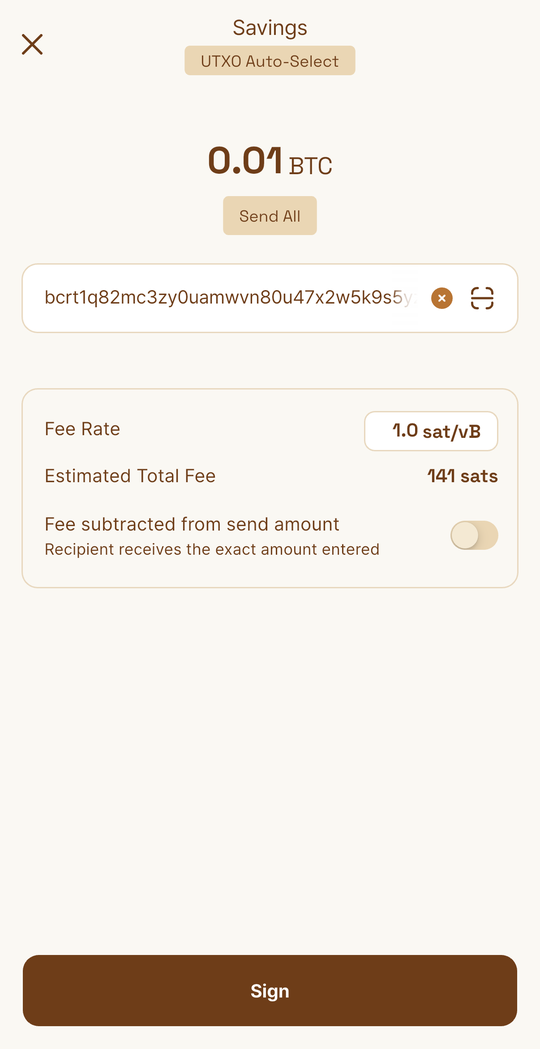 Savings
UTXO Auto-Select
0.01 BTC
Send All
bcrt1q82mc3zy0uamwvn80u47x2w5k9s5y
Fee Rate
1.0 sat/vB
Estimated Total Fee
141 sats
Fee subtracted from send amount
Recipient receives the exact amount entered
Sign